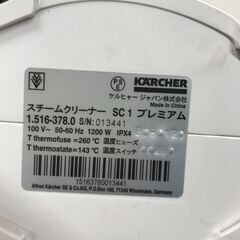 PS
E
KÄRCHER
ケルヒャー ジャパン株式会社
Made in China
スチームクリーナー SC 1 プレミアム
1.516-378.0 S/N: 013441
100 V~ 50-60 Hz 1200 W IPX4
T thermofuse =260°C 温度ヒューズ
T thermostate=143°C 温度スイッチ
15163780013441
Alfred Kärcher SE & Co.KG, P.O.Box 160, 71349 Winnenden, Germany